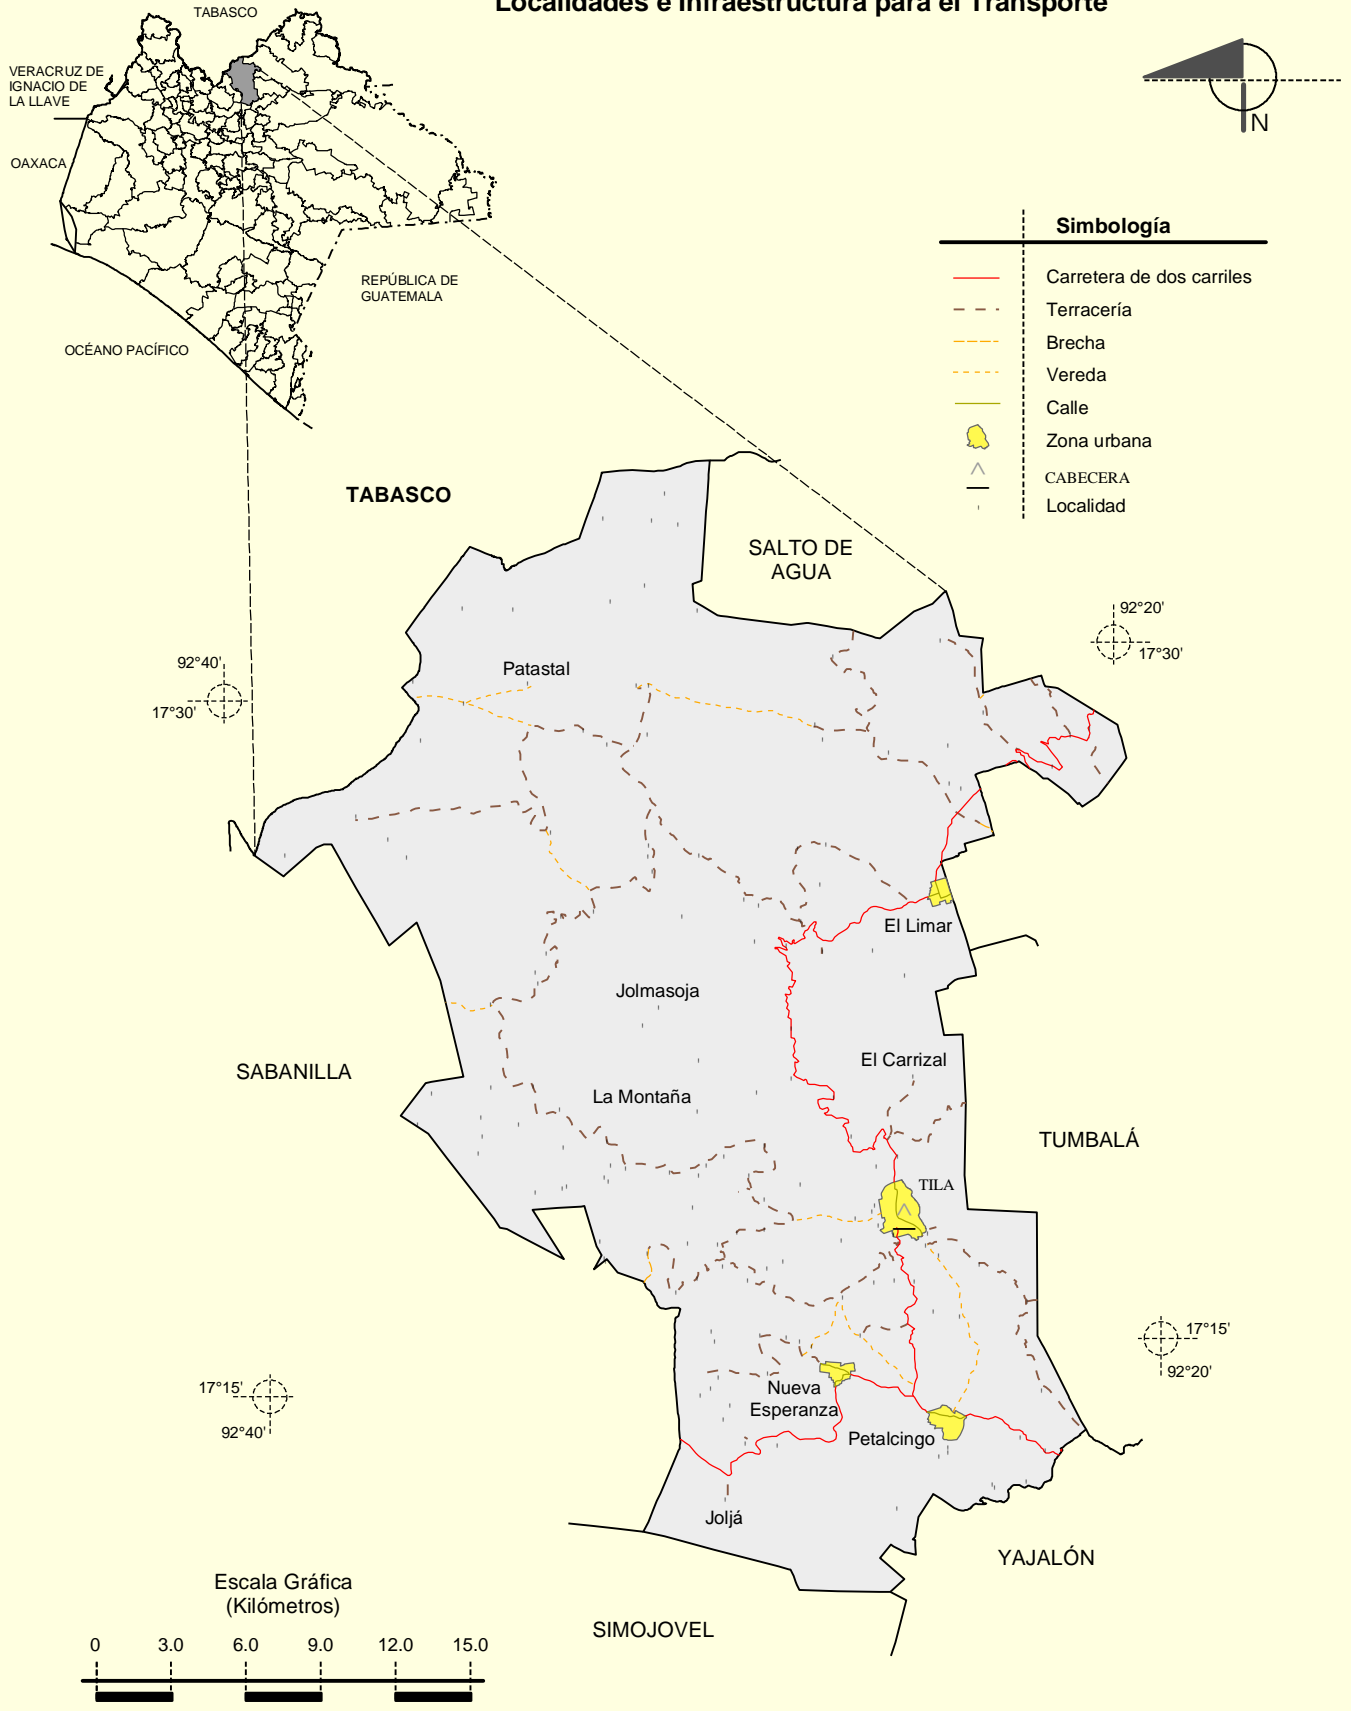 Localidades e Infraestructura para el Transporte
TABASCO
VERACRUZ DE
IGNACIO DE
LA LLAVE
OAXACA
REPÚBLICA DE
GUATEMALA
OCÉANO PACÍFICO
N
Simbología
Carretera de dos carriles
Terracería
Brecha
Vereda
Calle
Zona urbana
CABECERA
Localidad
TABASCO
SALTO DE
AGUA
92°20'
17°30'
92°40'
17°30'
Patastal
El Limar
Jolmasoja
El Carrizal
SABANILLA
La Montaña
TUMBALÁ
TILA
17°15'
92°20'
17°15'
92°40'
Nueva
Esperanza
Petalcingo
Joljá
YAJALÓN
SIMOJOVEL
Escala Gráfica
(Kilómetros)
0 3.0 6.0 9.0 12.0 15.0